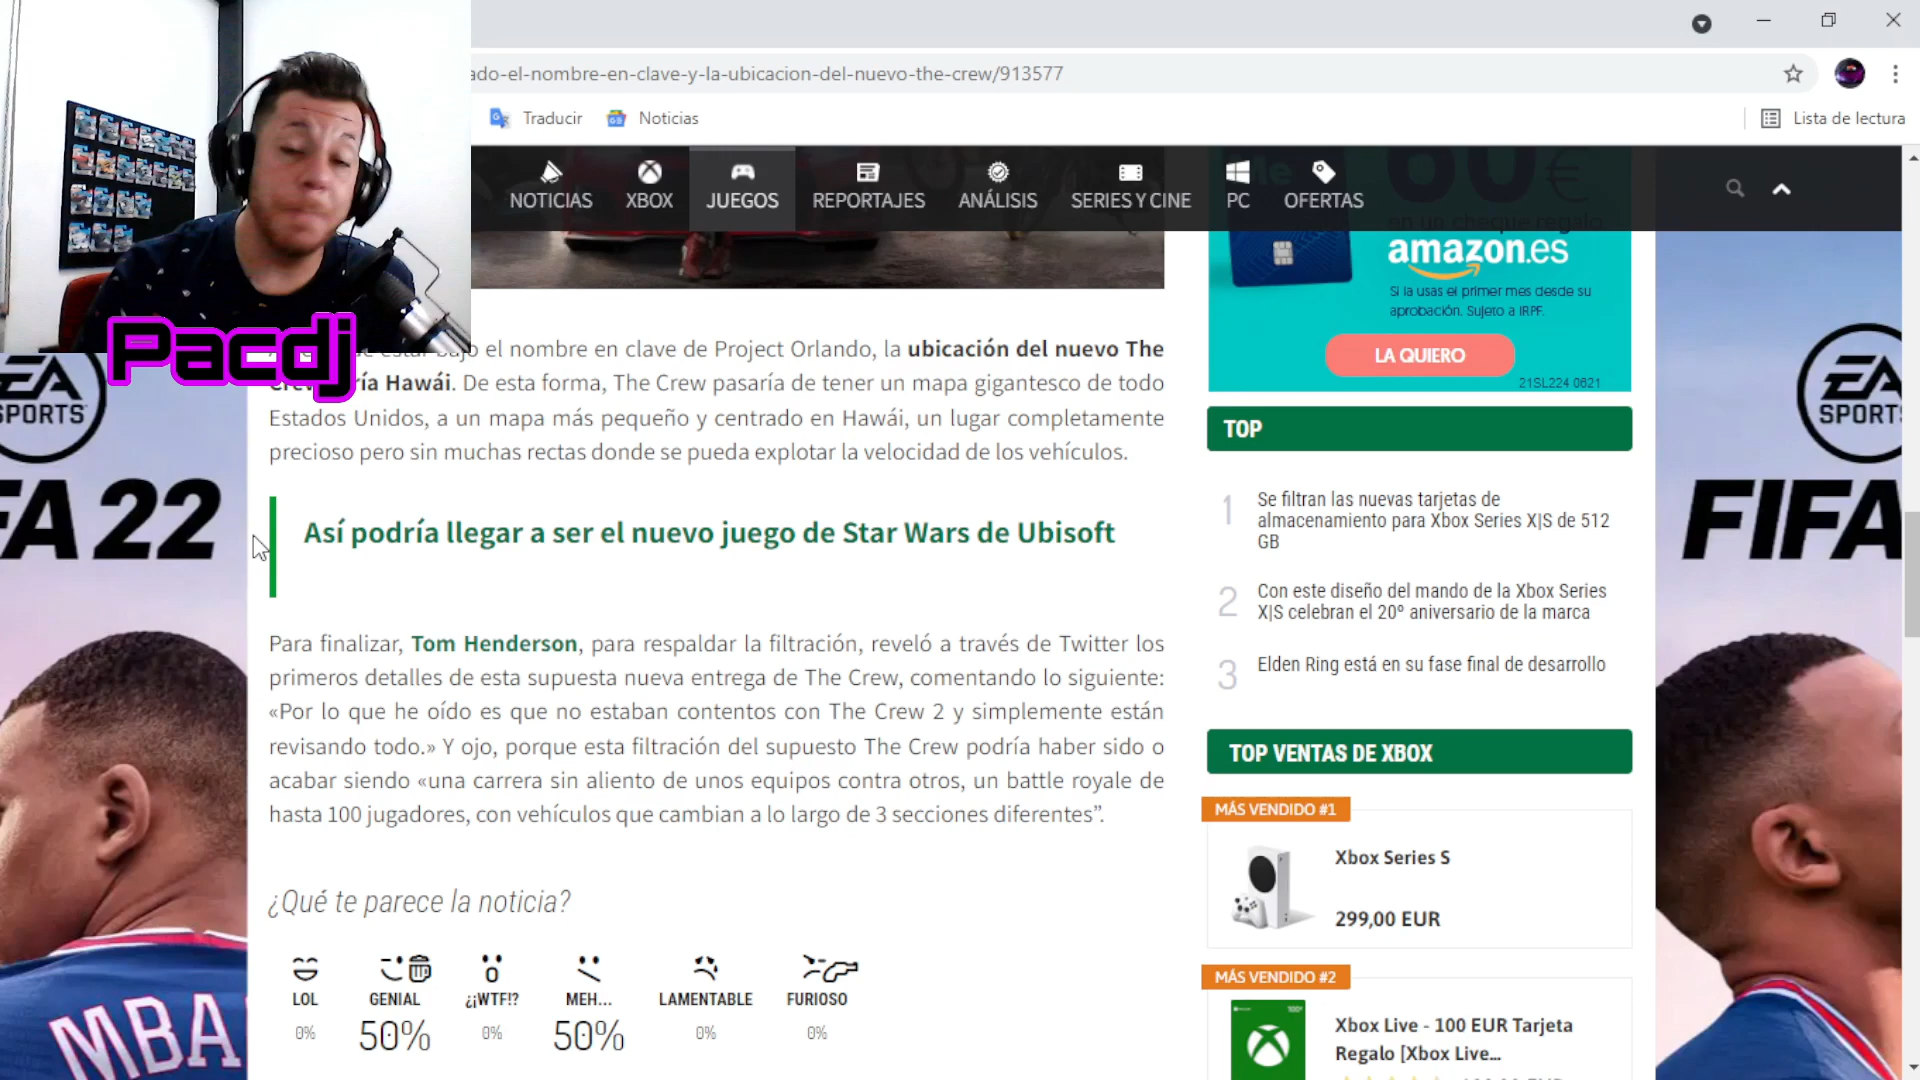 ado-el-nombre-en-clave-y-la-ubicacion-del-nuevo-the-crew/913577
Traducir
Noticias
Lista de lectura
NOTICIAS
XBOX
JUEGOS
REPORTAJES
ANÁLISIS
SERIES Y CINE
PC
OFERTAS
Pacdj
el nombre en clave de Project Orlando, la ubicación del nuevo The
ría Hawái. De esta forma, The Crew pasaría de tener un mapa gigantesco de todo
Estados Unidos, a un mapa más pequeño y centrado en Hawái, un lugar completamente
precioso pero sin muchas rectas donde se pueda explotar la velocidad de los vehículos.
Así podría llegar a ser el nuevo juego de Star Wars de Ubisoft
Para finalizar, Tom Henderson, para respaldar la filtración, reveló a través de Twitter los
primeros detalles de esta supuesta nueva entrega de The Crew, comentando lo siguiente:
«Por lo que he oído es que no estaban contentos con The Crew 2 y simplemente están
revisando todo.» Y ojo, porque esta filtración del supuesto The Crew podría haber sido o
acabar siendo «una carrera sin aliento de unos equipos contra otros, un battle royale de
hasta 100 jugadores, con vehículos que cambian a lo largo de 3 secciones diferentes”.
¿Qué te parece la noticia?
LOL
GENIAL
¿¡WTF!?
MEH...
LAMENTABLE
FURIOSO
0%
50%
0%
50%
0%
0%
de 60€
en un cheque regalo
amazon.es
Si la usas el primer mes desde su
aprobación. Sujeto a IRPF.
LA QUIERO
21SL224 0621
TOP
1
Se filtran las nuevas tarjetas de
almacenamiento para Xbox Series X|S de 512
GB
2
Con este diseño del mando de la Xbox Series
X|S celebran el 20º aniversario de la marca
3
Elden Ring está en su fase final de desarrollo
TOP VENTAS DE XBOX
MÁS VENDIDO #1
Xbox Series S
299,00 EUR
MÁS VENDIDO #2
Xbox Live - 100 EUR Tarjeta
Regalo [Xbox Live...
EA
SPORTS
FA 22
MBA
EA
SPORTS
FIFA